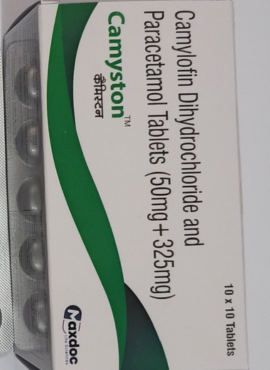 10 x 10 Tablets
Camylofin Dihydrochloride and
Paracetamol Tablets (50mg + 325mg)
Camyston™
कैमिस्टन
Maxdoc